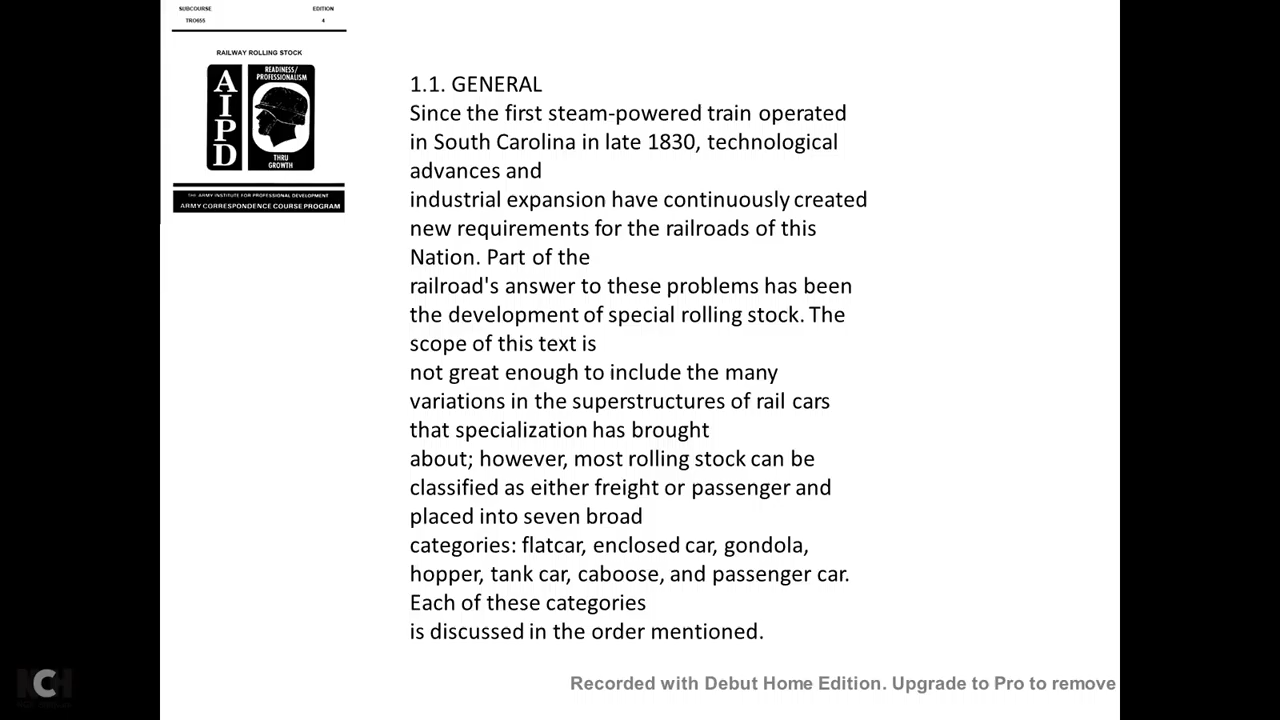 SUBCOURSE EDITION
TR0655 4
RAILWAY ROLLING STOCK
AIPD
READINESS/
PROFESSIONALISM
THRU
GROWTH
THE ARMY INSTITUTE FOR PROFESSIONAL DEVELOPMENT
ARMY CORRESPONDENCE COURSE PROGRAM
1.1. GENERAL
Since the first steam-powered train operated
in South Carolina in late 1830, technological
advances and
industrial expansion have continuously created
new requirements for the railroads of this
Nation. Part of the
railroad's answer to these problems has been
the development of special rolling stock. The
scope of this text is
not great enough to include the many
variations in the superstructures of rail cars
that specialization has brought
about; however, most rolling stock can be
classified as either freight or passenger and
placed into seven broad
categories: flatcar, enclosed car, gondola,
hopper, tank car, caboose, and passenger car.
Each of these categories
is discussed in the order mentioned.
Recorded with Debut Home Edition. Upgrade to Pro to remove
NCH